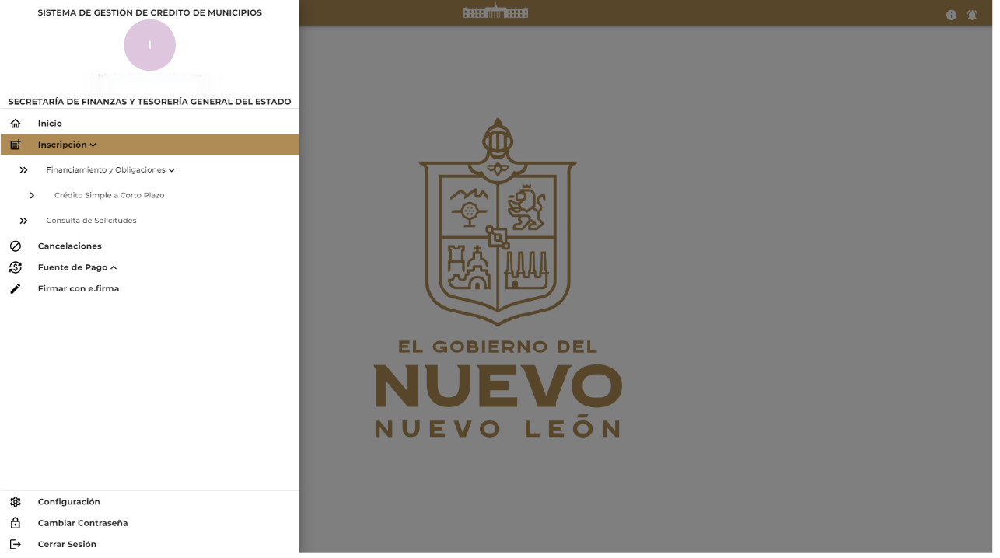 SISTEMA DE GESTIÓN DE CRÉDITO DE MUNICIPIOS
I
SECRETARÍA DE FINANZAS Y TESORERÍA GENERAL DEL ESTADO
Inicio
Inscripción
Financiamiento y Obligaciones
Crédito Simple a Corto Plazo
Consulta de Solicitudes
Cancelaciones
Fuente de Pago
Firmar con e.firma
Configuración
Cambiar Contraseña
Cerrar Sesión
EL GOBIERNO DEL
NUEVO
NUEVO LEÓN